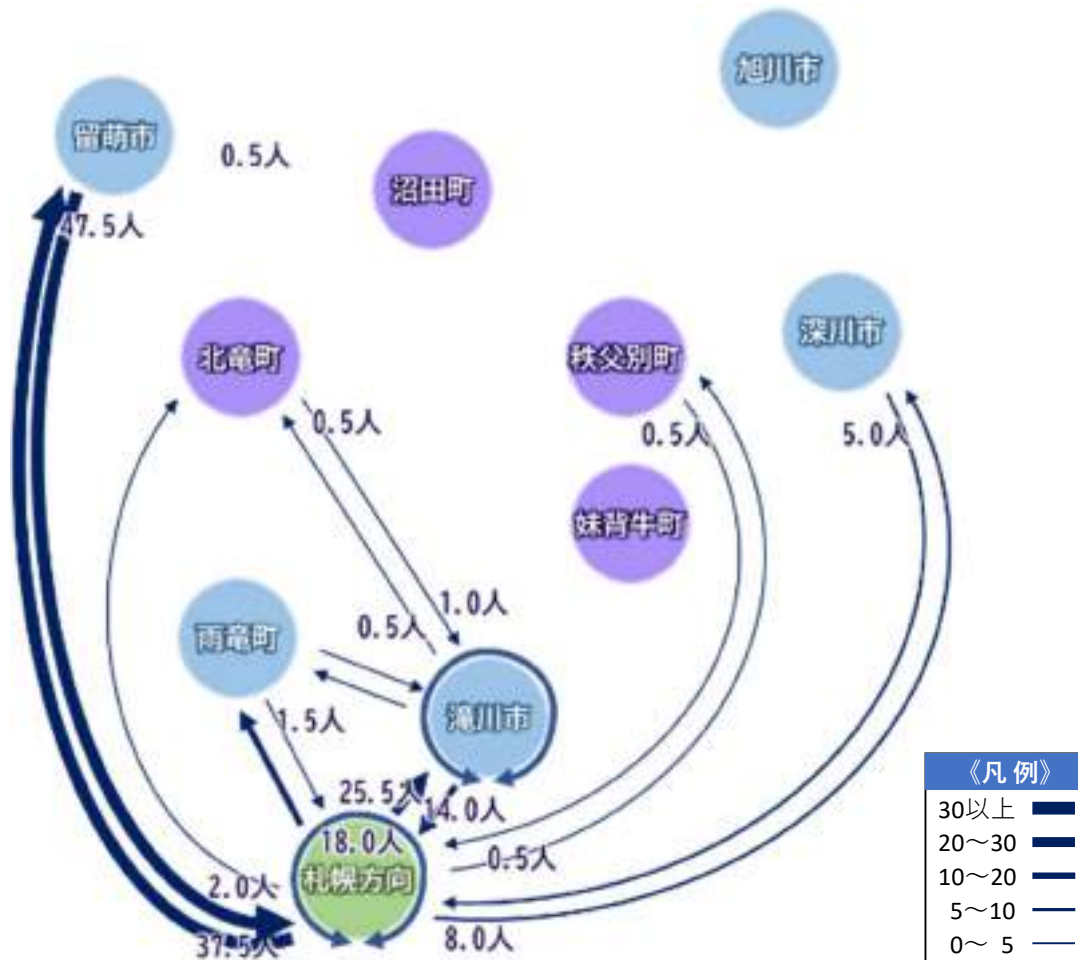 旭川市
留萌市
0.5人
沼田町
47.5人
深川市
北竜町
秩父別町
0.5人
0.5人
5.0人
妹背牛町
1.0人
0.5人
雨竜町
滝川市
1.5人
25.5人
14.0人
18.0人
0.5人
札幌方向
2.0人
37.5人
8.0人
《凡 例》
30以上
20～30
10～20
5～10
0～ 5